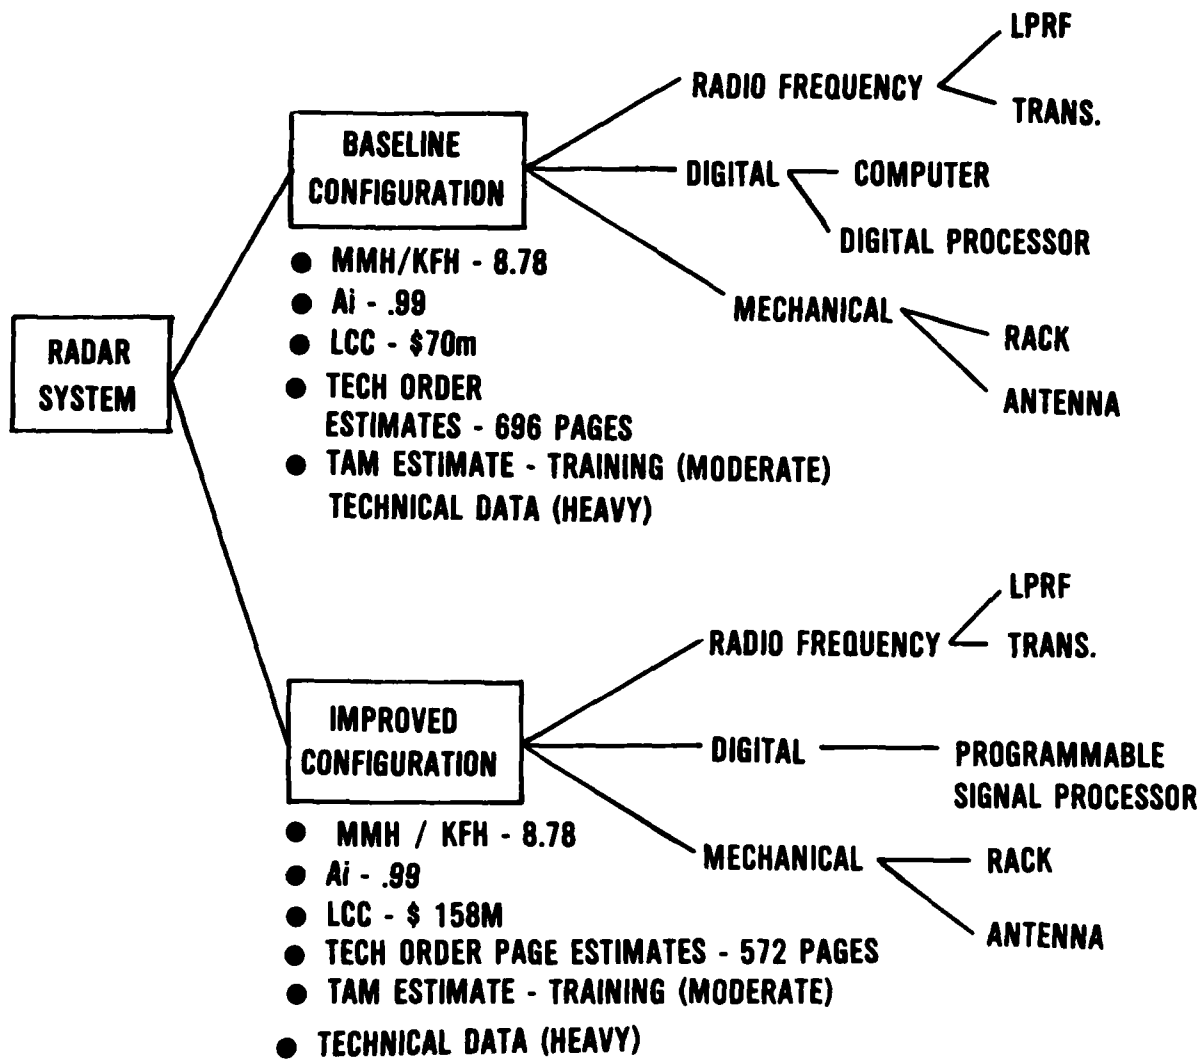 RADAR
SYSTEM
BASELINE
CONFIGURATION
● MMH/KFH - 8.78
● Ai - .99
● LCC - $70m
● TECH ORDER
ESTIMATES - 696 PAGES
● TAM ESTIMATE - TRAINING (MODERATE)
TECHNICAL DATA (HEAVY)
RADIO FREQUENCY
LPRF
TRANS.
DIGITAL
COMPUTER
DIGITAL PROCESSOR
MECHANICAL
RACK
ANTENNA
IMPROVED
CONFIGURATION
● MMH / KFH - 8.78
● Ai - .99
● LCC - $ 158M
● TECH ORDER PAGE ESTIMATES - 572 PAGES
● TAM ESTIMATE - TRAINING (MODERATE)
● TECHNICAL DATA (HEAVY)
RADIO FREQUENCY
LPRF
TRANS.
DIGITAL
PROGRAMMABLE
SIGNAL PROCESSOR
MECHANICAL
RACK
ANTENNA